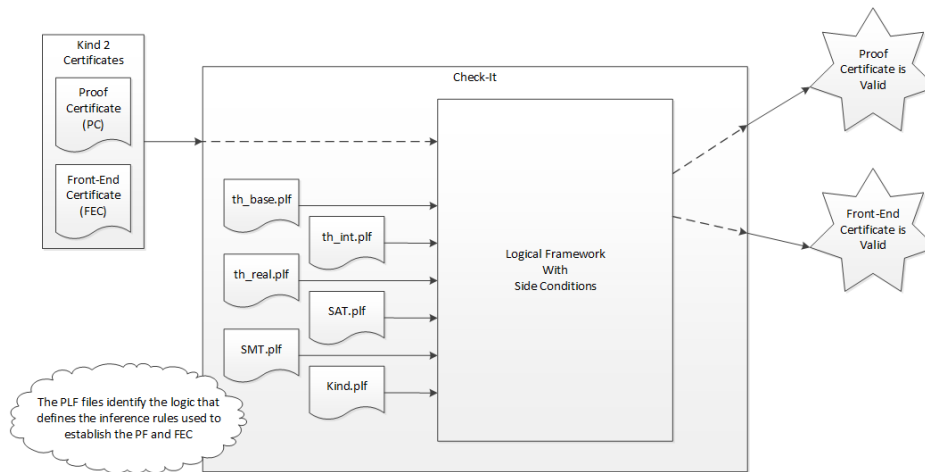 Kind 2
Certificates
Proof
Certificate
(PC)
Front-End
Certificate
(FEC)
Check-It
th_base.plf
th_int.plf
th_real.plf
SAT.plf
SMT.plf
Kind.plf
Logical Framework
With
Side Conditions
Proof
Certificate is
Valid
Front-End
Certificate is
Valid
The PLF files identify the logic that
defines the inference rules used to
establish the PF and FEC